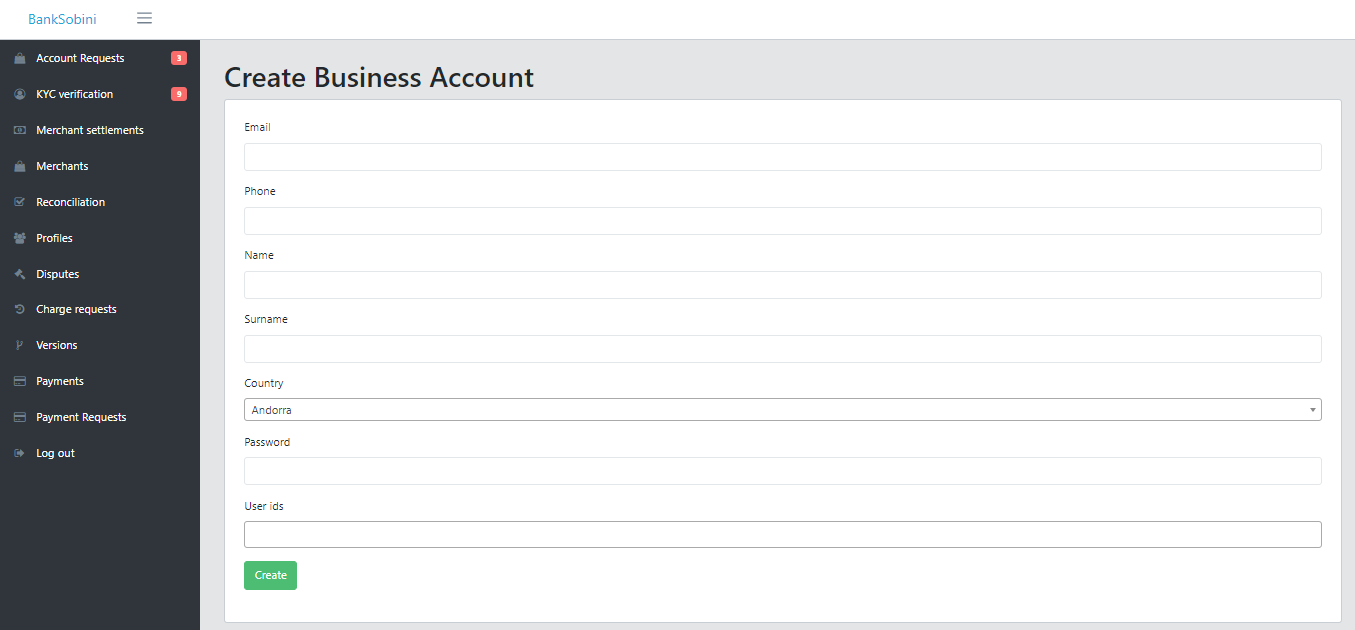 BankSobini
Account Requests 3
KYC verification 9
Merchant settlements
Merchants
Reconciliation
Profiles
Disputes
Charge requests
Versions
Payments
Payment Requests
Log out
Create Business Account
Email
Phone
Name
Surname
Country
Andorra
Password
User ids
Create